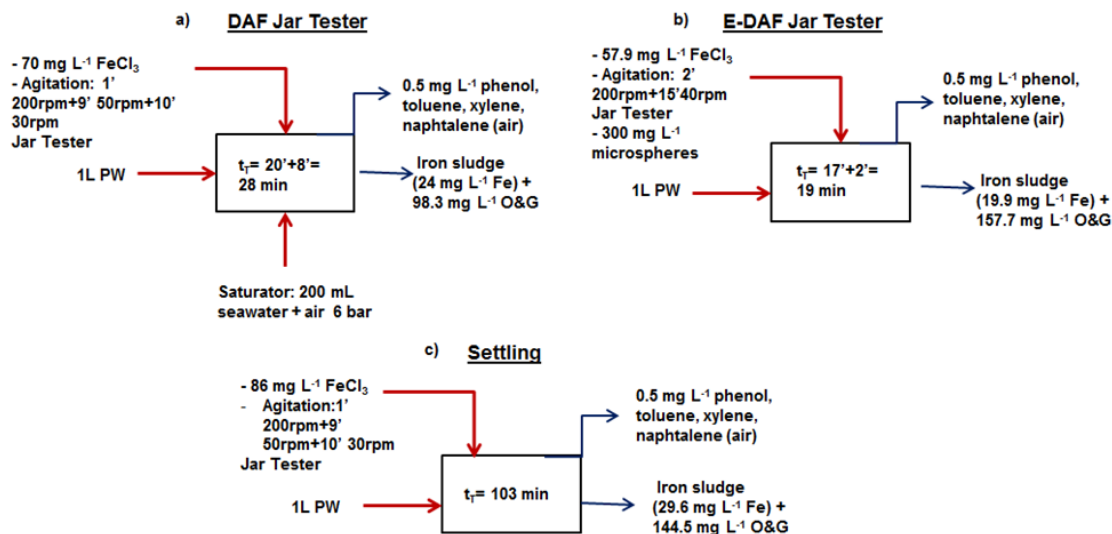 a) DAF Jar Tester
- 70 mg L⁻¹ FeCl₃
- Agitation: 1’
200rpm+9’ 50rpm+10’
30rpm
Jar Tester
1L PW
tT= 20’+8’=
28 min
0.5 mg L⁻¹ phenol,
toluene, xylene,
naphtalene (air)
Iron sludge
(24 mg L⁻¹ Fe) +
98.3 mg L⁻¹ O&G
Saturator: 200 mL
seawater + air 6 bar
b) E-DAF Jar Tester
- 57.9 mg L⁻¹ FeCl₃
- Agitation: 2’
200rpm+15’40rpm
Jar Tester
- 300 mg L⁻¹
microspheres
1L PW
tT= 17’+2’=
19 min
0.5 mg L⁻¹ phenol,
toluene, xylene,
naphtalene (air)
Iron sludge
(19.9 mg L⁻¹ Fe) +
157.7 mg L⁻¹ O&G
c) Settling
- 86 mg L⁻¹ FeCl₃
- Agitation:1’
200rpm+9’
50rpm+10’ 30rpm
Jar Tester
1L PW
tT= 103 min
0.5 mg L⁻¹ phenol,
toluene, xylene,
naphtalene (air)
Iron sludge
(29.6 mg L⁻¹ Fe) +
144.5 mg L⁻¹ O&G